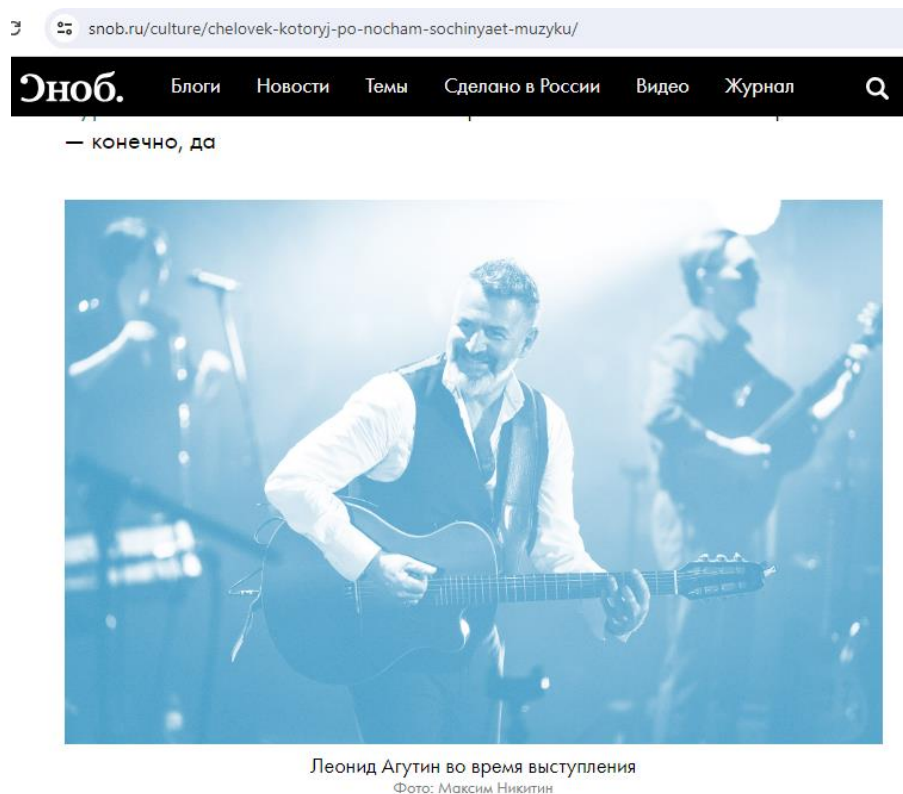 snob.ru/culture/chelovek-kotoryj-po-nocham-sochinyaet-muzyku/
Сноб. Блоги Новости Темы Сделано в России Видео Журнал
— конечно, да
Леонид Агутин во время выступления
Фото: Максим Никитин